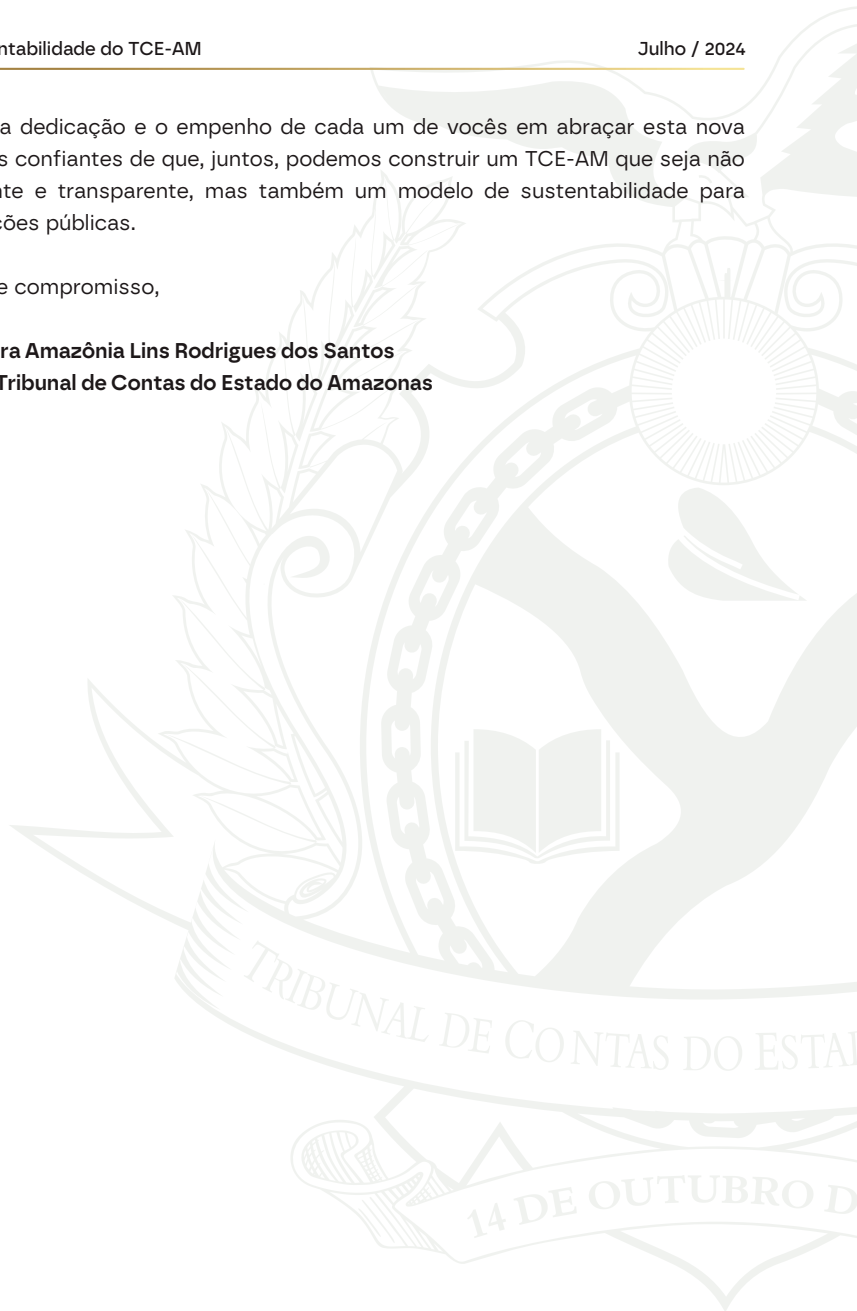 ntabilidade do TCE-AM Julho / 2024
a dedicação e o empenho de cada um de vocês em abraçar esta nova
s confiantes de que, juntos, podemos construir um TCE-AM que seja não
nte e transparente, mas também um modelo de sustentabilidade para
ções públicas.
e compromisso,
ra Amazônia Lins Rodrigues dos Santos
Tribunal de Contas do Estado do Amazonas
TRIBUNAL DE CONTAS DO ESTA
14 DE OUTUBRO D